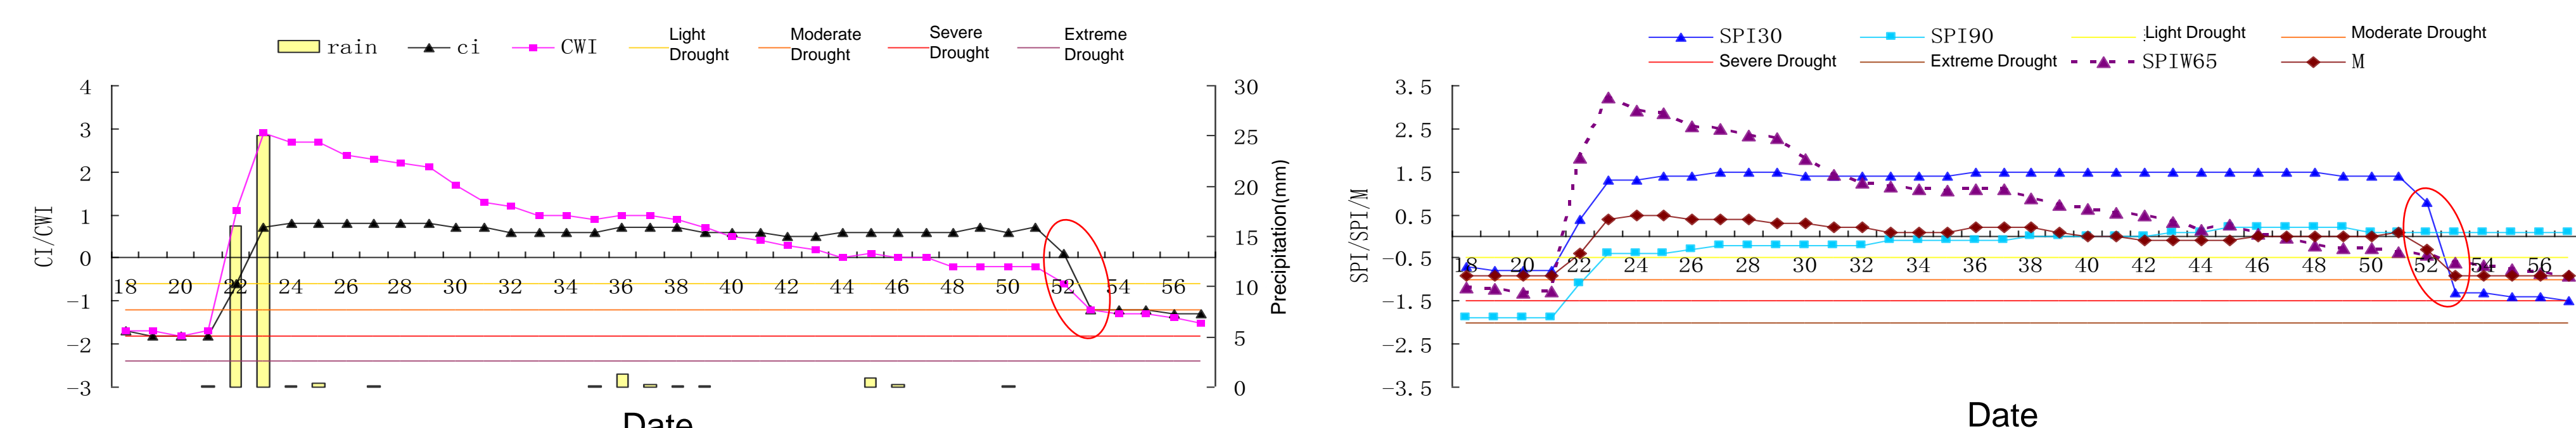 rain ci CWI Light Drought Moderate Drought Severe Drought Extreme Drought
4 30
3 25
2 20
1 15
0
-1 10
-2 5
-3 0
18 20 22 24 26 28 30 32 34 36 38 40 42 44 46 48 50 52 54 56
CI/CWI
Precipitation(mm)
Date
SPI30 SPI90 Light Drought Moderate Drought
Severe Drought Extreme Drought SPIW65 M
3.5
2.5
1.5
0.5
-0.5
-1.5
-2.5
-3.5
18 20 22 24 26 28 30 32 34 36 38 40 42 44 46 48 50 52 54 56
SPI/SPI/M
Date